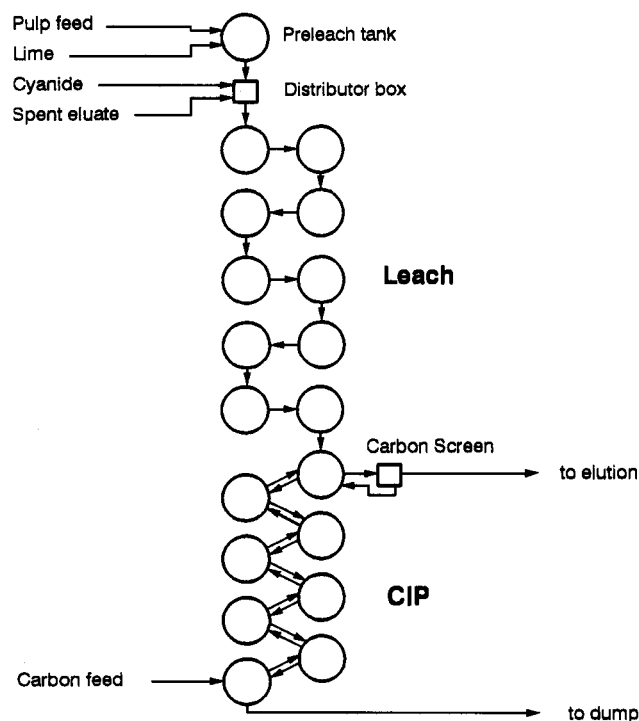 Pulp feed
Preleach tank
Lime
Cyanide
Distributor box
Spent eluate
Leach
Carbon Screen
to elution
CIP
Carbon feed
to dump